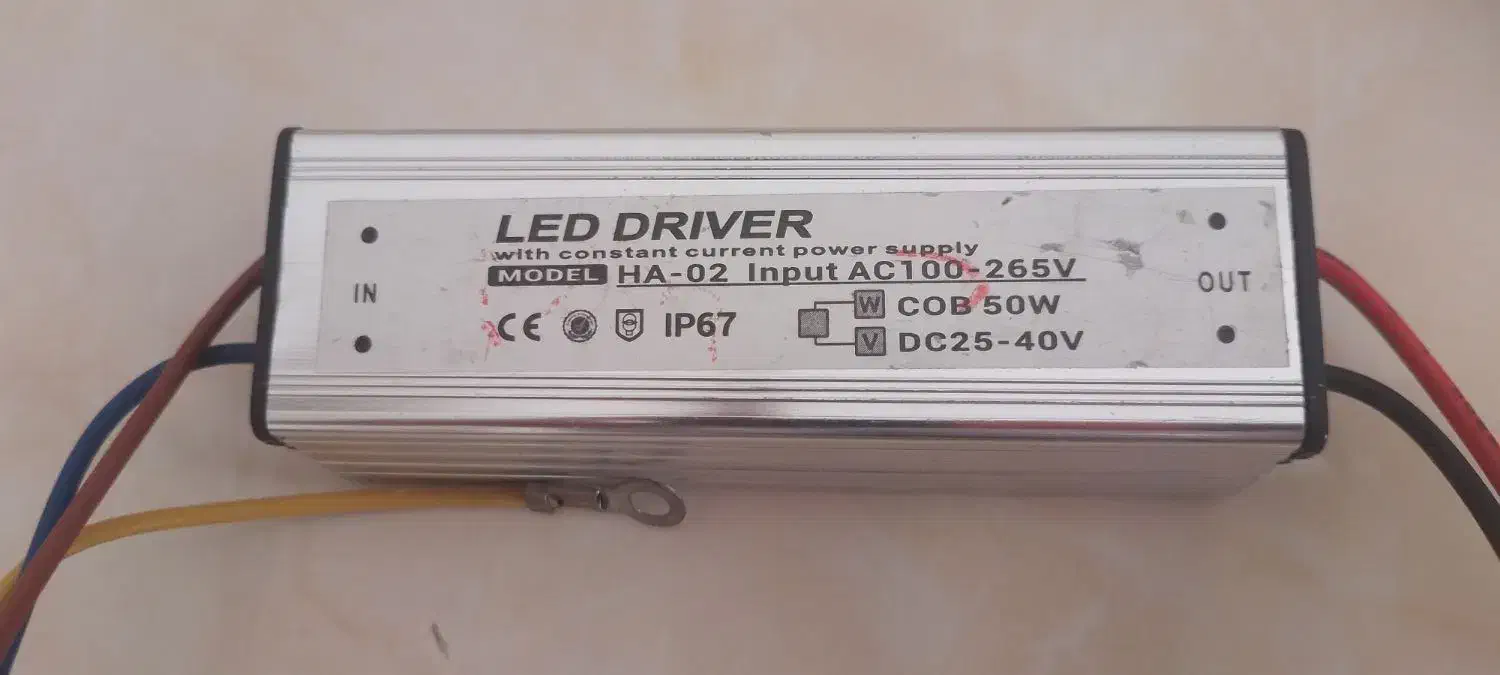 LED DRIVER
with constant current power supply
MODEL HA-02 Input AC100-265V
IN
OUT
CE IP67
W COB 50W
V DC25-40V